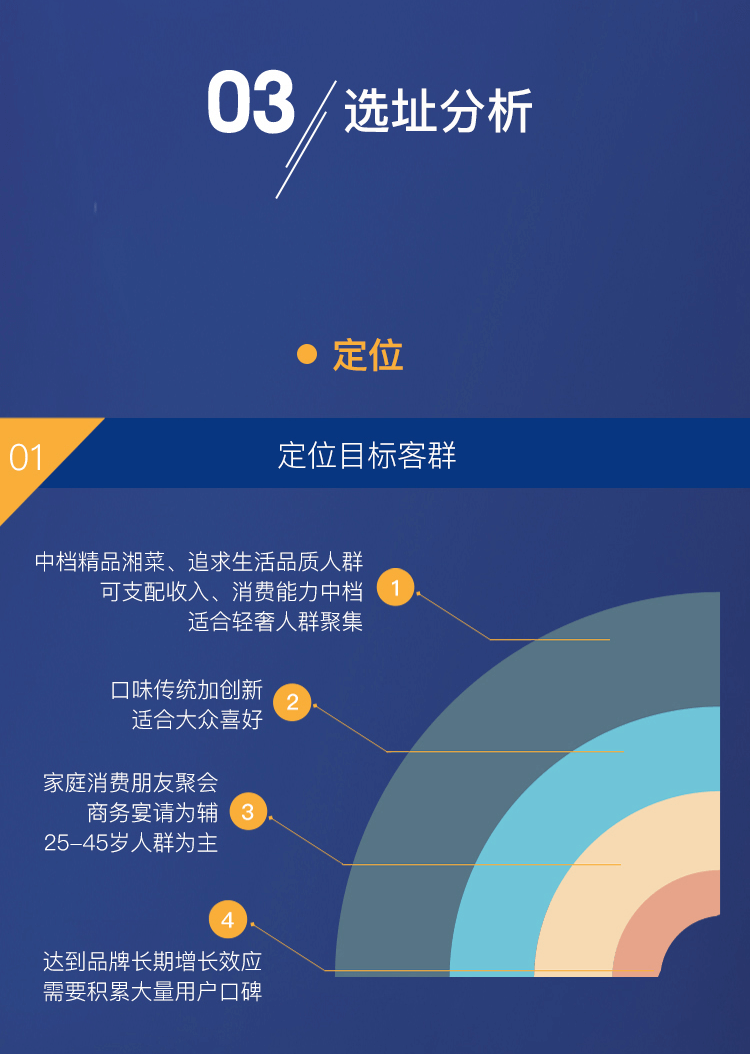 03
选址分析
定位
01
定位目标客群
中档精品湘菜、追求生活品质人群
可支配收入、消费能力中档
适合轻奢人群聚集
1
口味传统加创新
适合大众喜好
2
家庭消费朋友聚会
商务宴请为辅
25-45岁人群为主
3
4
达到品牌长期增长效应
需要积累大量用户口碑